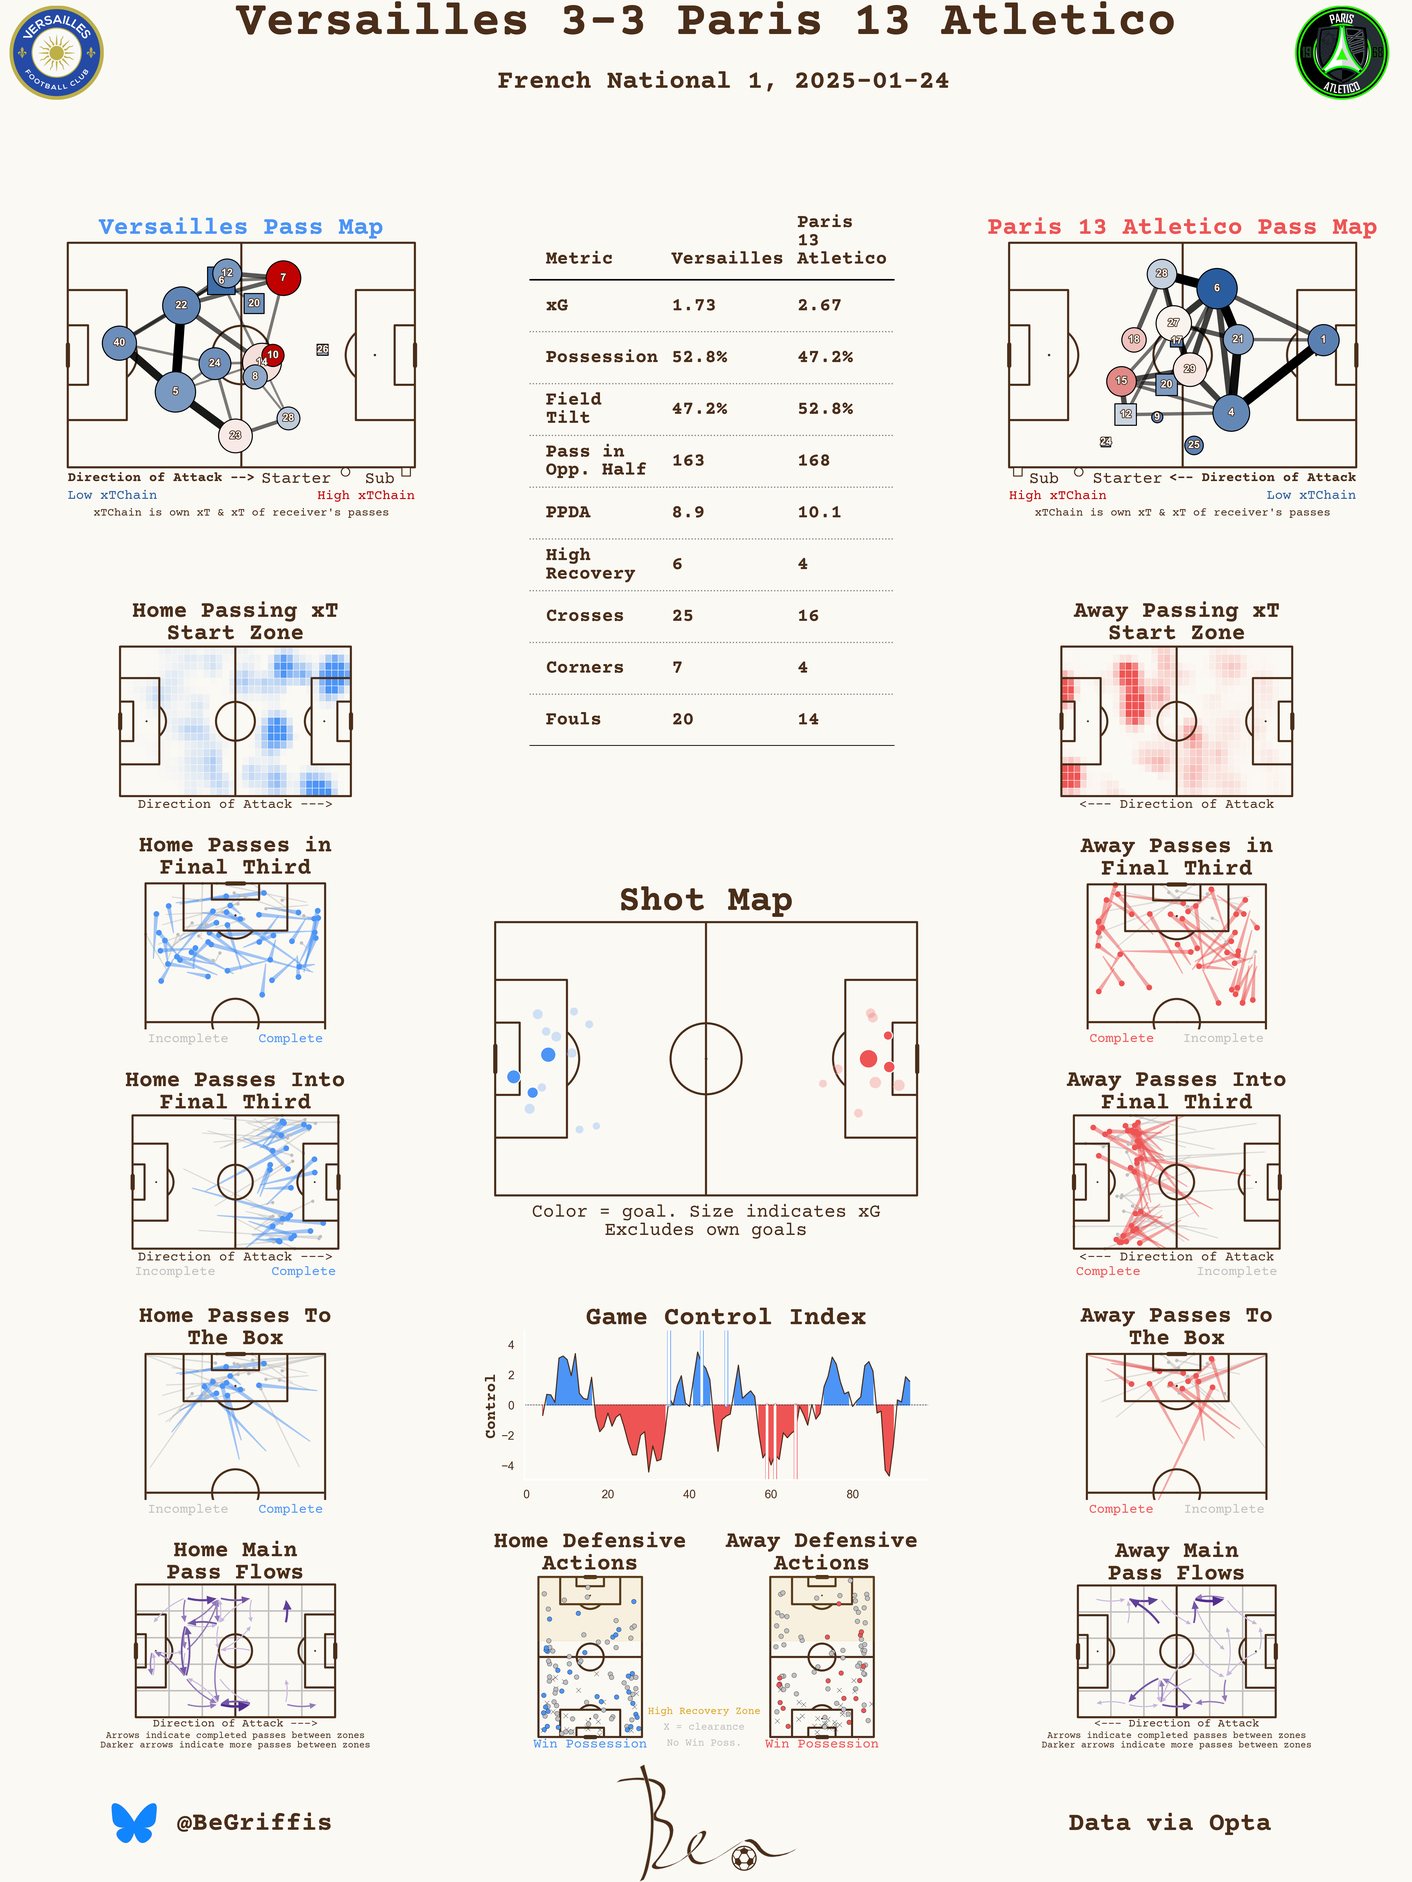 Versailles 3-3 Paris 13 Atletico
French National 1, 2025-01-24
VERSAILLES
FOOTBALL CLUB
PARIS
19 68
ATLETICO
Versailles Pass Map
12
6
7
20
22
40
24
14
10
8
26
5
28
23
Direction of Attack --> Starter Sub
Low xTChain High xTChain
xTChain is own xT & xT of receiver's passes
Metric Versailles Paris 13 Atletico
xG 1.73 2.67
Possession 52.8% 47.2%
Field Tilt 47.2% 52.8%
Pass in Opp. Half 163 168
PPDA 8.9 10.1
High Recovery 6 4
Crosses 25 16
Corners 7 4
Fouls 20 14
Paris 13 Atletico Pass Map
28
6
27
18
17
21
1
29
15
20
12
9
4
24
25
Sub Starter <-- Direction of Attack
High xTChain Low xTChain
xTChain is own xT & xT of receiver's passes
Home Passing xT
Start Zone
Direction of Attack --->
Away Passing xT
Start Zone
<--- Direction of Attack
Home Passes in
Final Third
Incomplete Complete
Away Passes in
Final Third
Complete Incomplete
Shot Map
Color = goal. Size indicates xG
Excludes own goals
Home Passes Into
Final Third
Direction of Attack --->
Incomplete Complete
Away Passes Into
Final Third
<--- Direction of Attack
Complete Incomplete
Home Passes To
The Box
Incomplete Complete
Game Control Index
Control
4
2
0
−2
−4
0 20 40 60 80
Away Passes To
The Box
Complete Incomplete
Home Main
Pass Flows
Direction of Attack --->
Arrows indicate completed passes between zones
Darker arrows indicate more passes between zones
Home Defensive
Actions
Win Possession
High Recovery Zone
X = clearance
No Win Poss.
Away Defensive
Actions
Win Possession
Away Main
Pass Flows
<--- Direction of Attack
Arrows indicate completed passes between zones
Darker arrows indicate more passes between zones
@BeGriffis
Ben
Data via Opta